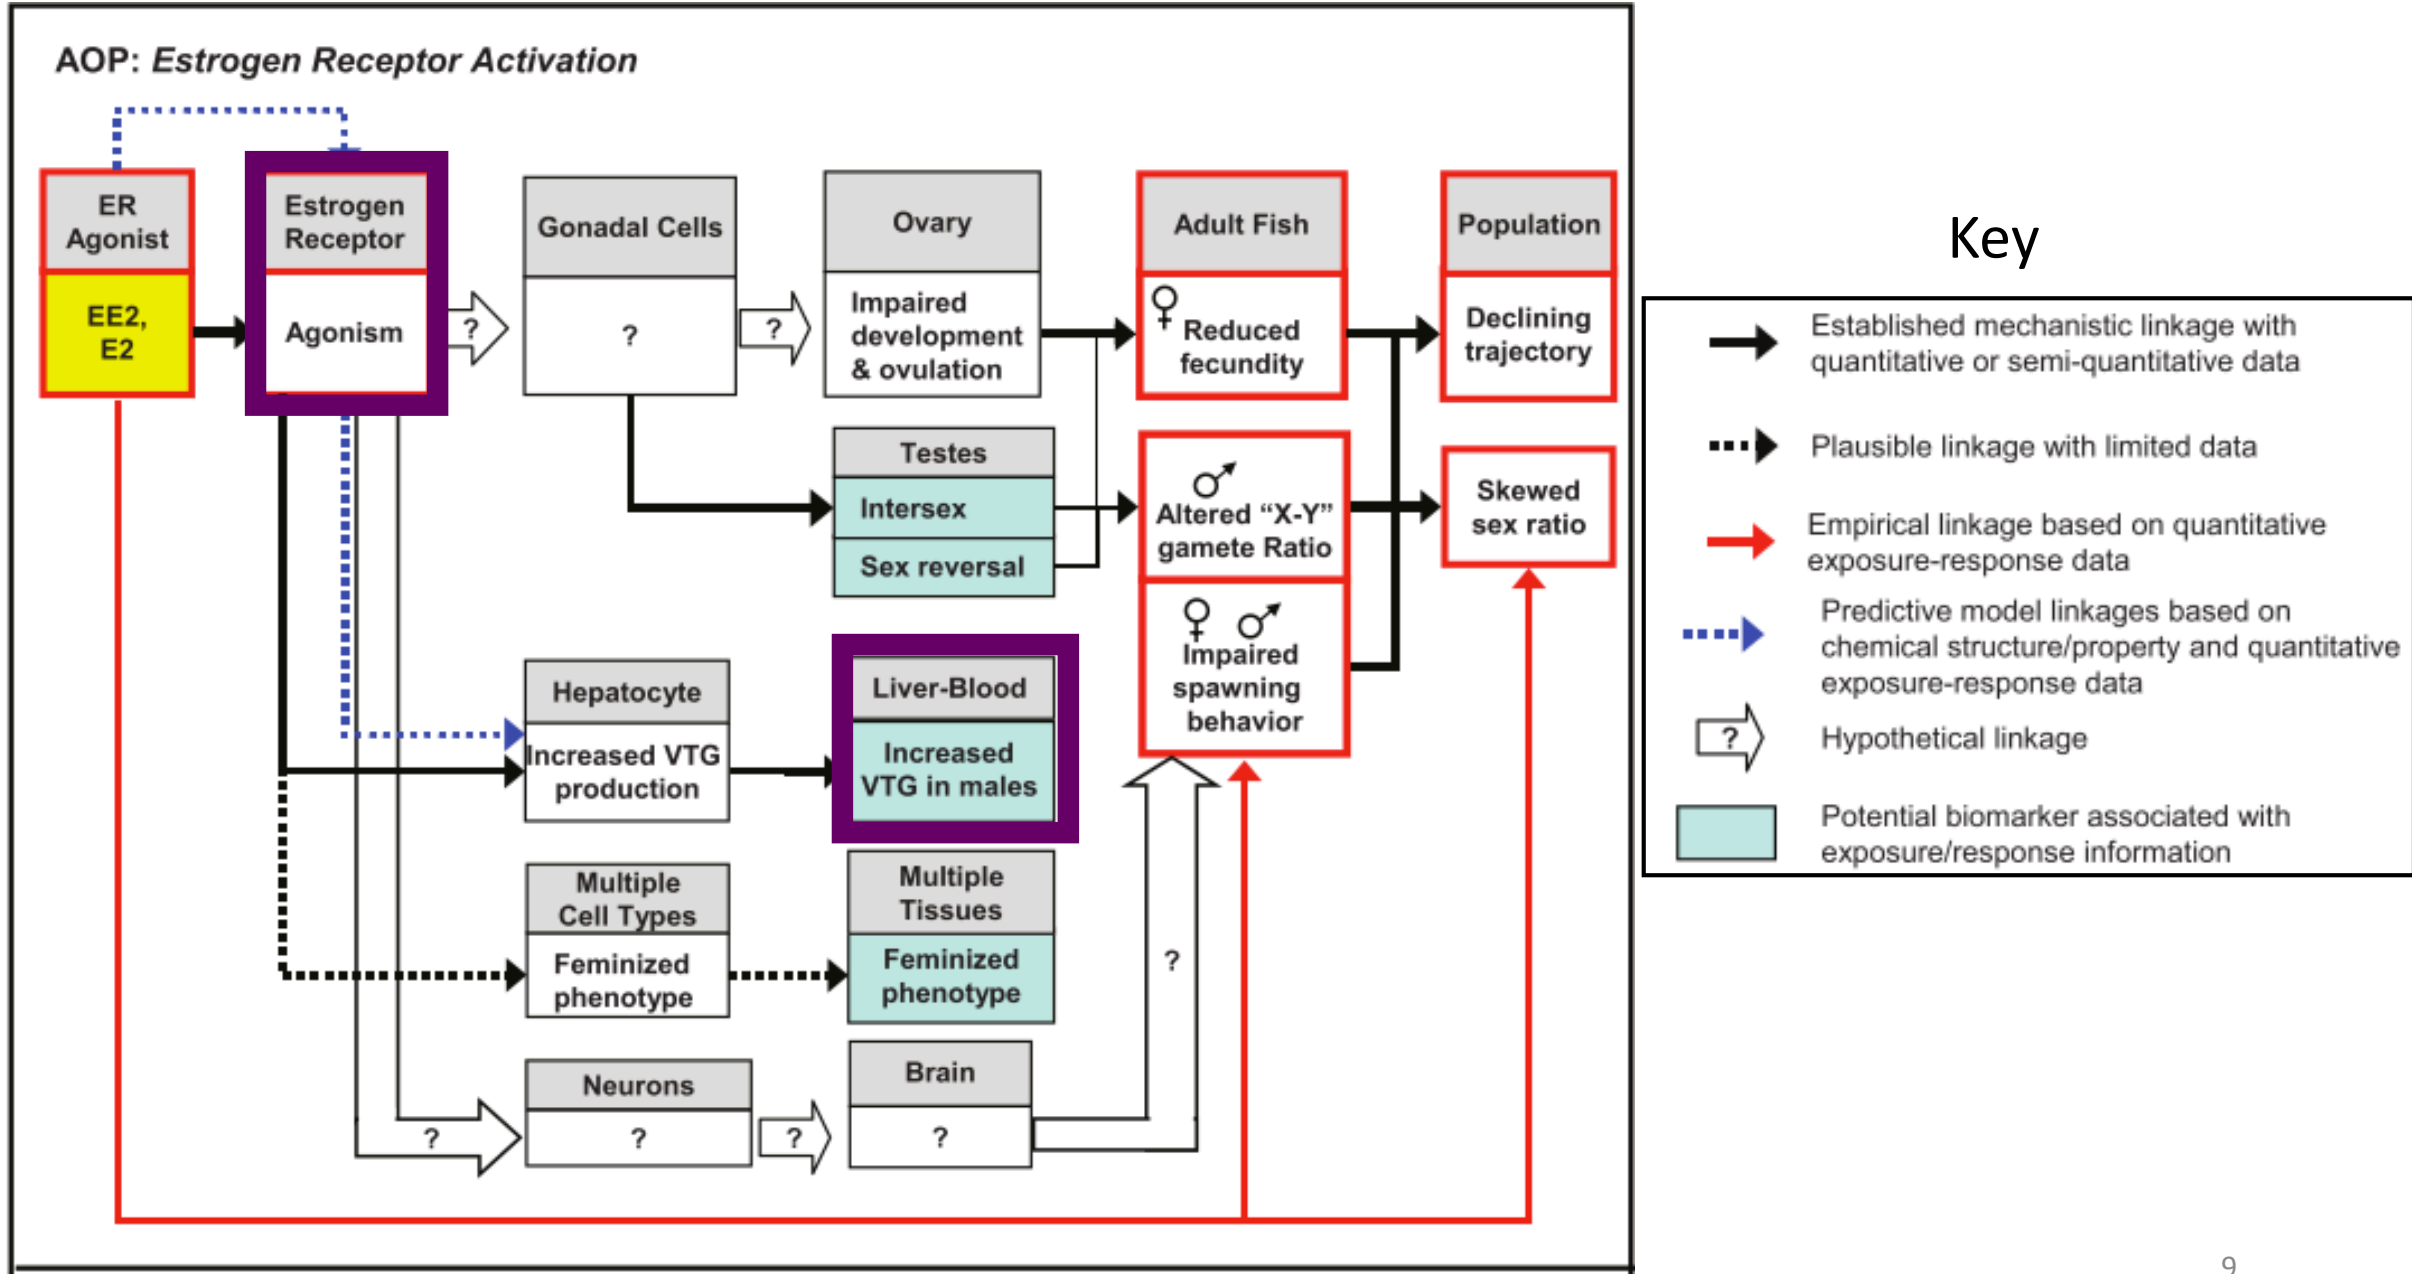 AOP: Estrogen Receptor Activation
ER
Agonist
EE2,
E2
Estrogen
Receptor
Agonism
?
Gonadal Cells
?
?
Ovary
Impaired
development
& ovulation
Adult Fish
♀
Reduced
fecundity
Population
Declining
trajectory
Testes
Intersex
Sex reversal
♂
Altered “X-Y”
gamete Ratio
Skewed
sex ratio
♀ ♂
Impaired
spawning
behavior
Hepatocyte
Increased VTG
production
Liver-Blood
Increased
VTG in males
Multiple
Cell Types
Feminized
phenotype
Multiple
Tissues
Feminized
phenotype
?
?
Neurons
?
?
Brain
?
Key
Established mechanistic linkage with
quantitative or semi-quantitative data
Plausible linkage with limited data
Empirical linkage based on quantitative
exposure-response data
Predictive model linkages based on
chemical structure/property and quantitative
exposure-response data
?
Hypothetical linkage
Potential biomarker associated with
exposure/response information
9